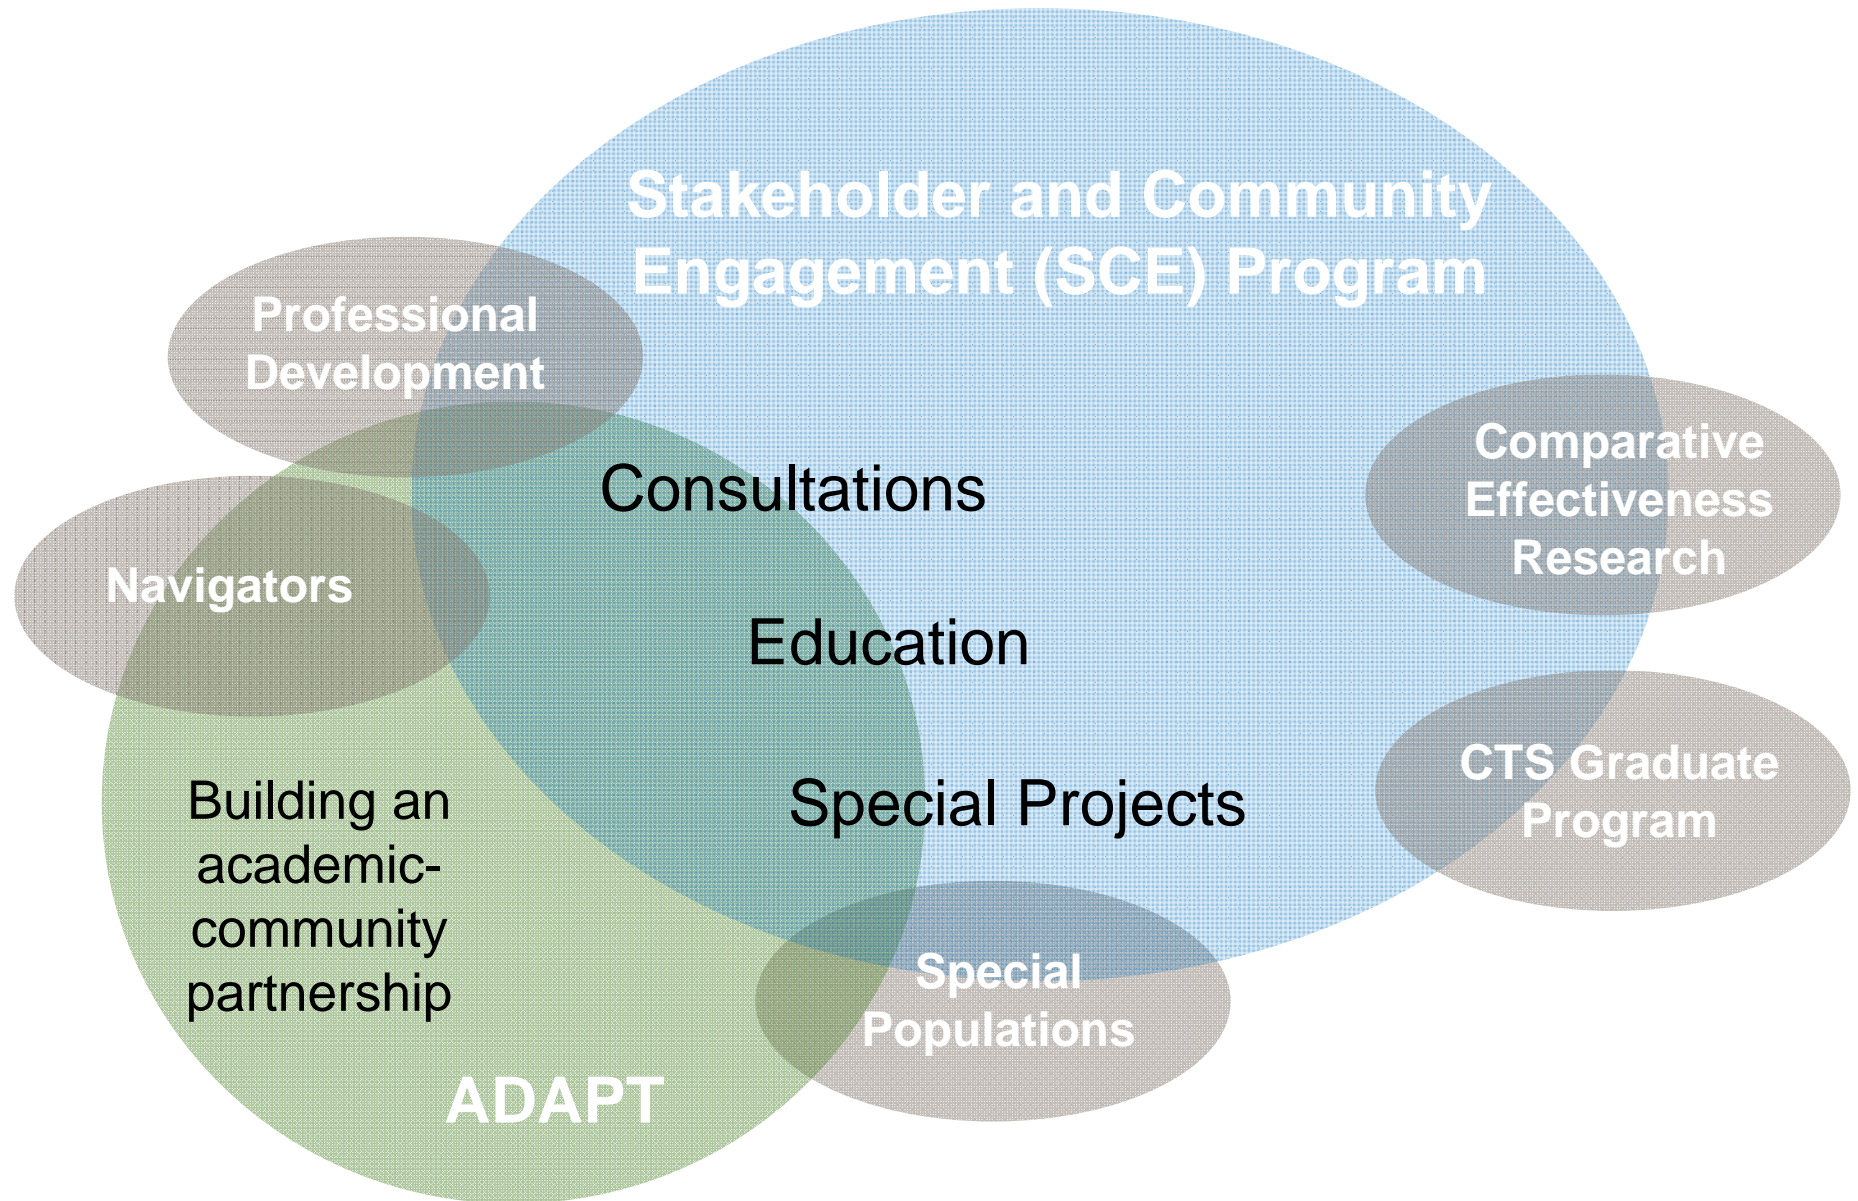 Stakeholder and Community
Engagement (SCE) Program
Professional
Development
Comparative
Effectiveness
Research
Consultations
Navigators
Education
CTS Graduate
Program
Special Projects
Building an
academic-
community
partnership
Special
Populations
ADAPT